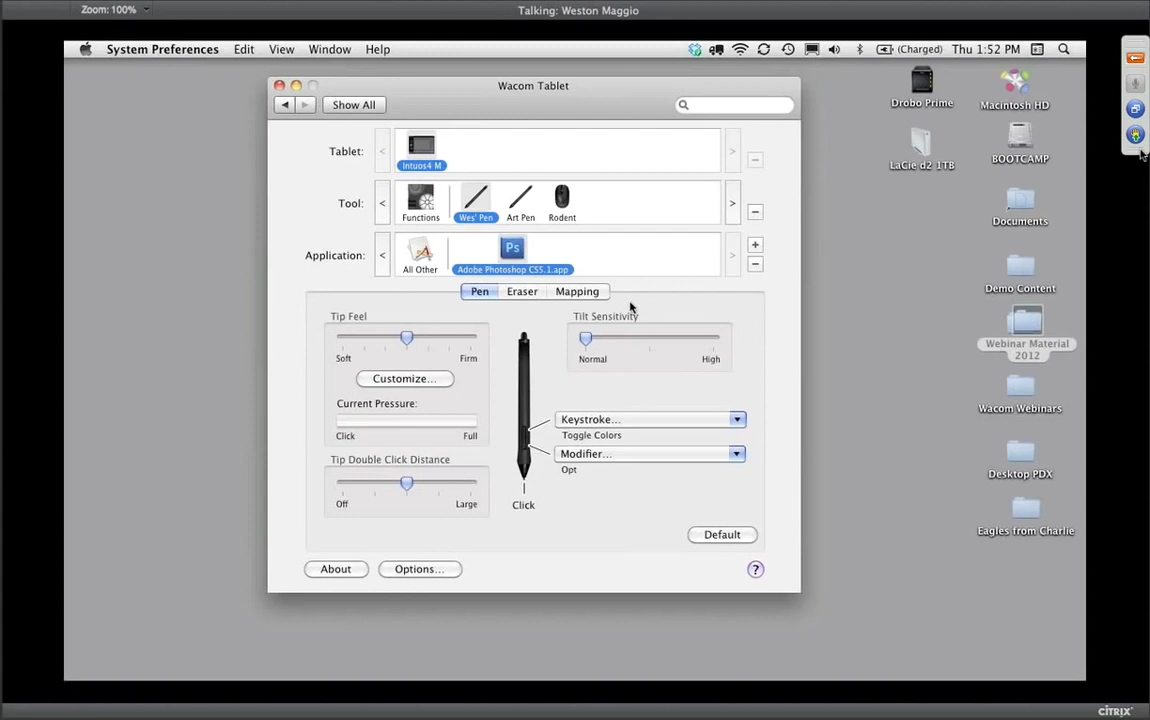 Zoom: 100%
Talking: Weston Maggio
System Preferences Edit View Window Help
(Charged) Thu 1:52 PM
Wacom Tablet
Show All
Tablet:
Intuos4 M
Tool:
Functions
Wes' Pen
Art Pen
Rodent
Application:
All Other
Ps
Adobe Photoshop CS5.1.app
Pen Eraser Mapping
Tip Feel
Soft Firm
Customize...
Current Pressure:
Click Full
Tip Double Click Distance
Off Large
Click
Tilt Sensitivity
Normal High
Keystroke...
Toggle Colors
Modifier...
Opt
Default
About
Options...
?
Drobo Prime
Macintosh HD
LaCie d2 1TB
BOOTCAMP
Documents
Demo Content
Webinar Material
2012
Wacom Webinars
Desktop PDX
Eagles from Charlie
CİTRIX